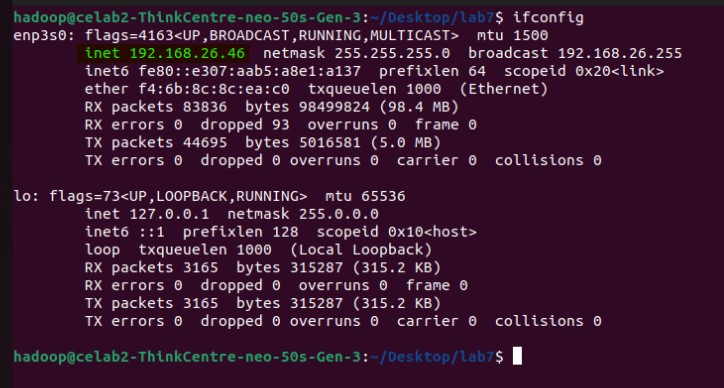 hadoop@celab2-ThinkCentre-neo-50s-Gen-3:~/Desktop/lab7$ ifconfig
enp3s0: flags=4163<UP,BROADCAST,RUNNING,MULTICAST>  mtu 1500
        inet 192.168.26.46  netmask 255.255.255.0  broadcast 192.168.26.255
        inet6 fe80::e307:aab5:a8e1:a137  prefixlen 64  scopeid 0x20<link>
        ether f4:6b:8c:8c:ea:c0  txqueuelen 1000  (Ethernet)
        RX packets 83836  bytes 98499824 (98.4 MB)
        RX errors 0  dropped 93  overruns 0  frame 0
        TX packets 44695  bytes 5016581 (5.0 MB)
        TX errors 0  dropped 0 overruns 0  carrier 0  collisions 0

lo: flags=73<UP,LOOPBACK,RUNNING>  mtu 65536
        inet 127.0.0.1  netmask 255.0.0.0
        inet6 ::1  prefixlen 128  scopeid 0x10<host>
        loop  txqueuelen 1000  (Local Loopback)
        RX packets 3165  bytes 315287 (315.2 KB)
        RX errors 0  dropped 0  overruns 0  frame 0
        TX packets 3165  bytes 315287 (315.2 KB)
        TX errors 0  dropped 0 overruns 0  carrier 0  collisions 0

hadoop@celab2-ThinkCentre-neo-50s-Gen-3:~/Desktop/lab7$